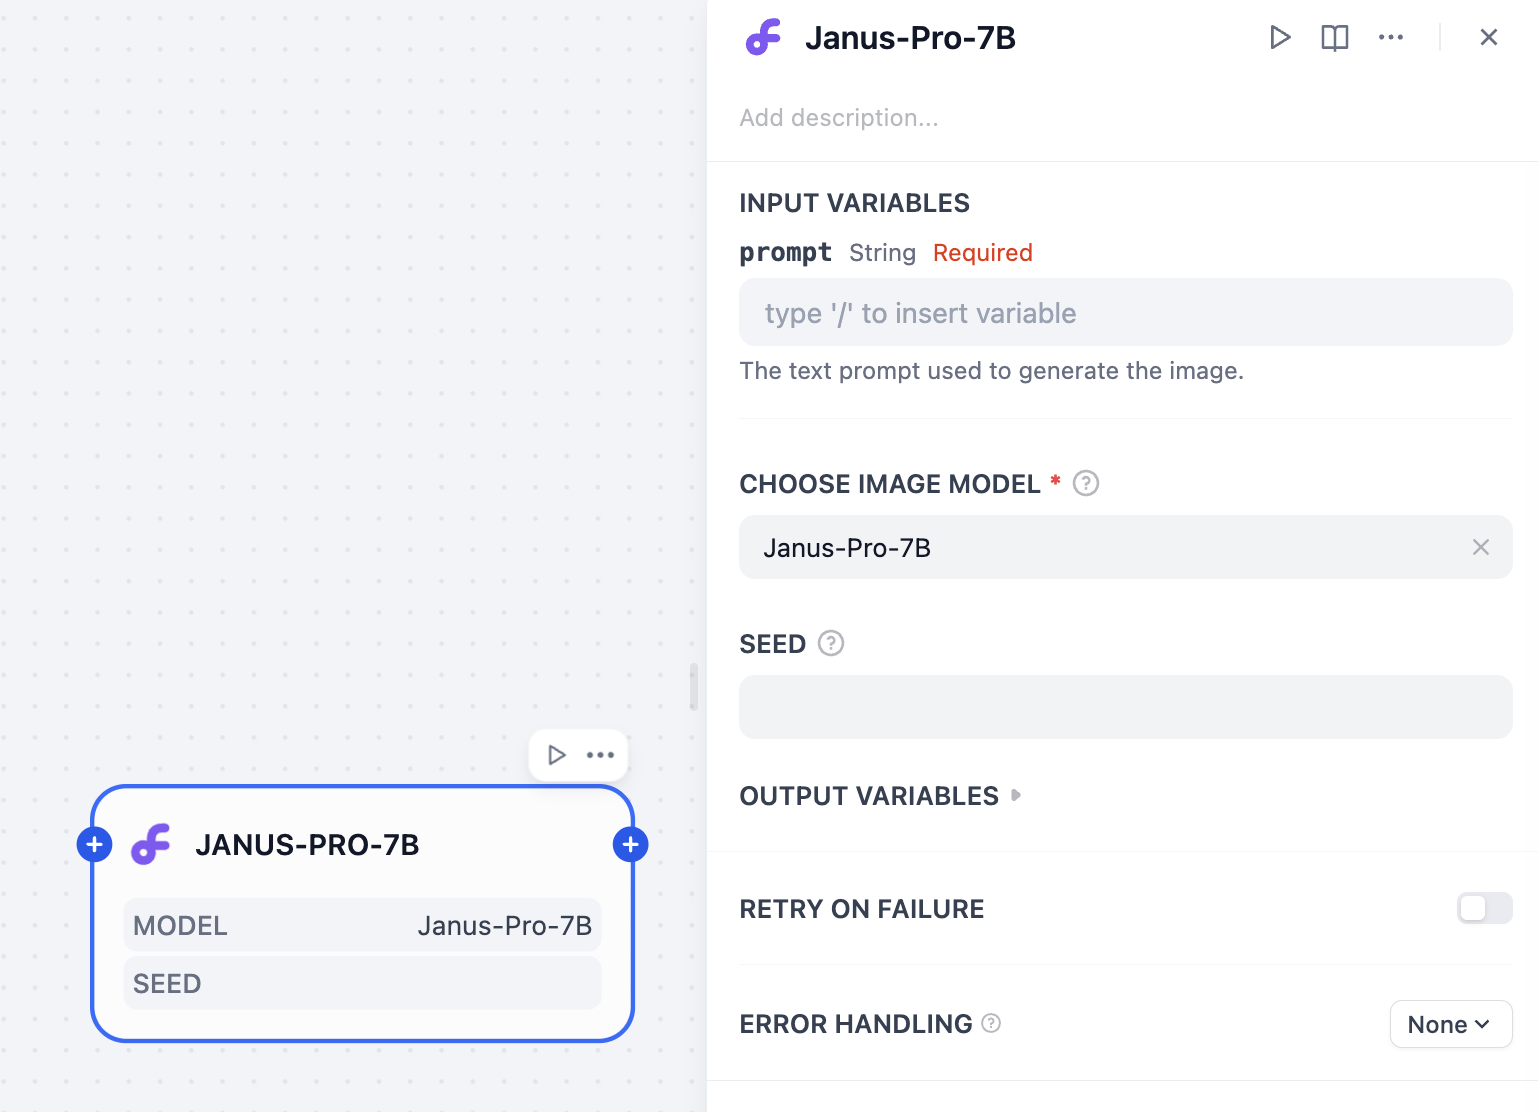 Janus-Pro-7B
Add description...
INPUT VARIABLES
prompt String Required
type '/' to insert variable
The text prompt used to generate the image.
CHOOSE IMAGE MODEL *
Janus-Pro-7B
SEED
OUTPUT VARIABLES
RETRY ON FAILURE
ERROR HANDLING
None
JANUS-PRO-7B
MODEL Janus-Pro-7B
SEED